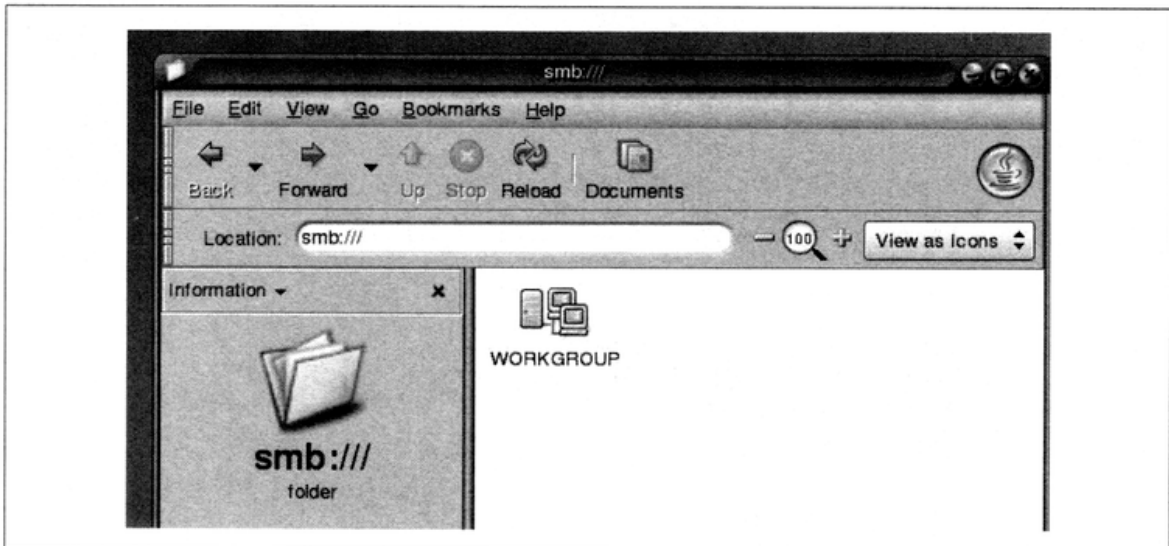 smb:///
File Edit View Go Bookmarks Help
Back Forward Up Stop Reload Documents
Location: smb:/// 100 View as Icons
Information
WORKGROUP
smb:///
folder